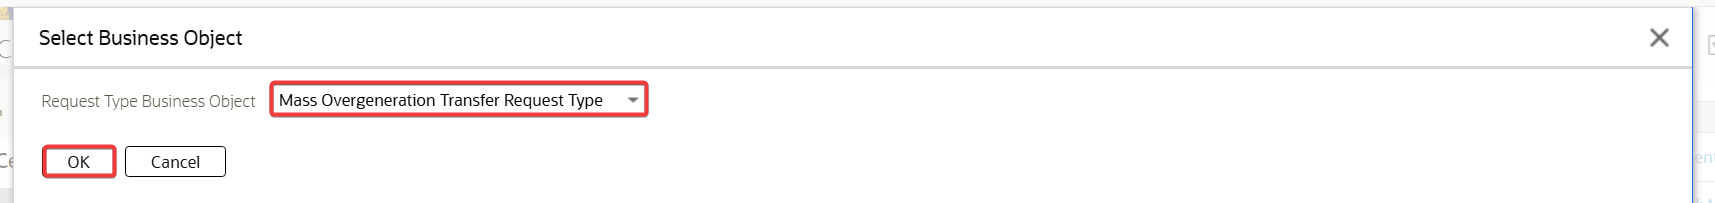 Select Business Object
Request Type Business Object Mass Overgeneration Transfer Request Type
OK Cancel